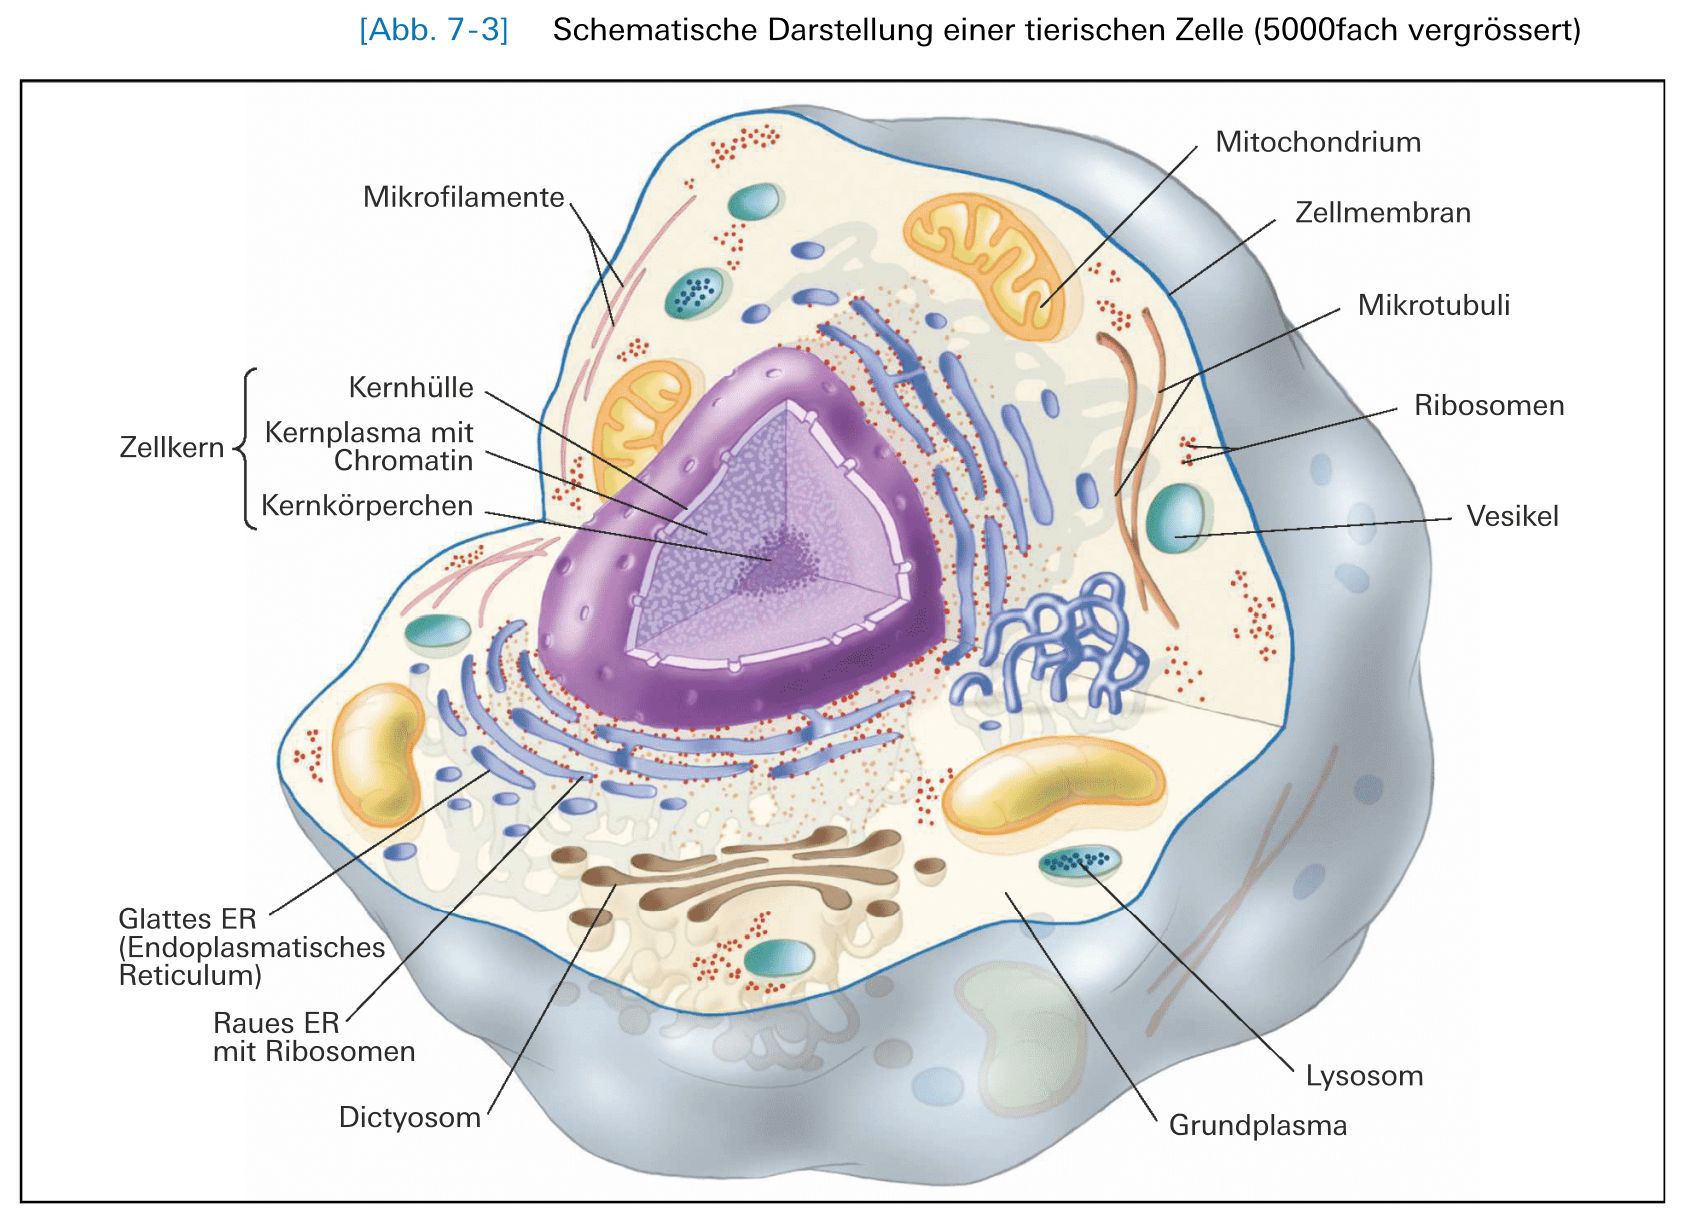 [Abb. 7-3] Schematische Darstellung einer tierischen Zelle (5000fach vergrössert)
Mitochondrium
Mikrofilamente
Zellmembran
Mikrotubuli
Kernhülle
Ribosomen
Zellkern
Kernplasma mit
Chromatin
Kernkörperchen
Vesikel
Glattes ER
(Endoplasmatisches
Reticulum)
Raues ER
mit Ribosomen
Lysosom
Dictyosom
Grundplasma